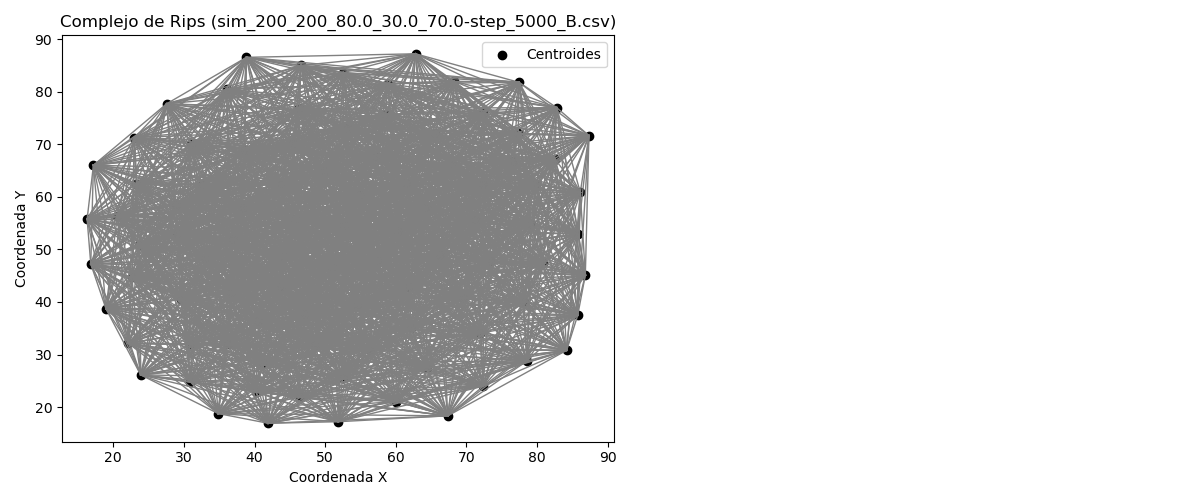 Complejo de Rips (sim_200_200_80.0_30.0_70.0-step_5000_B.csv)
Centroides
90
80
70
60
50
40
30
20
Coordenada Y
20 30 40 50 60 70 80 90
Coordenada X